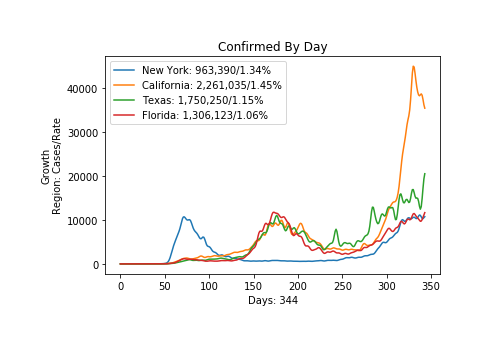 Confirmed By Day
New York: 963,390/1.34%
California: 2,261,035/1.45%
Texas: 1,750,250/1.15%
Florida: 1,306,123/1.06%
Growth
Region: Cases/Rate
40000
30000
20000
10000
0
0 50 100 150 200 250 300 350
Days: 344